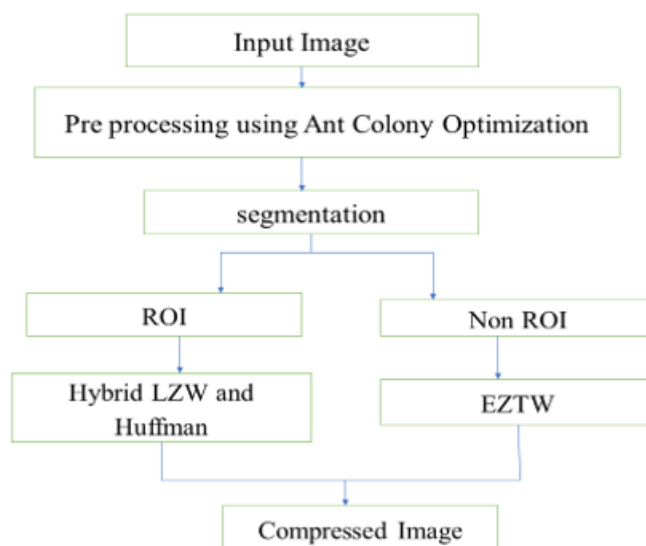 Input Image
Pre processing using Ant Colony Optimization
segmentation
ROI
Non ROI
Hybrid LZW and
Huffman
EZTW
Compressed Image